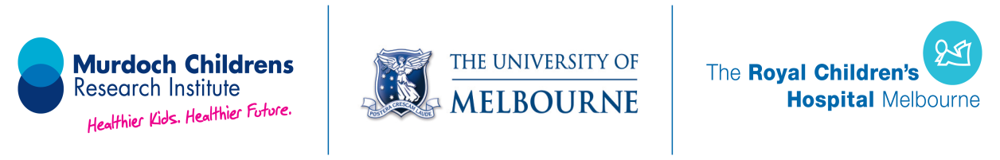 Murdoch Childrens
Research Institute
Healthier Kids. Healthier Future.
POSTERA CRESCAM LAUDE
THE UNIVERSITY OF
MELBOURNE
The Royal Children's
Hospital Melbourne